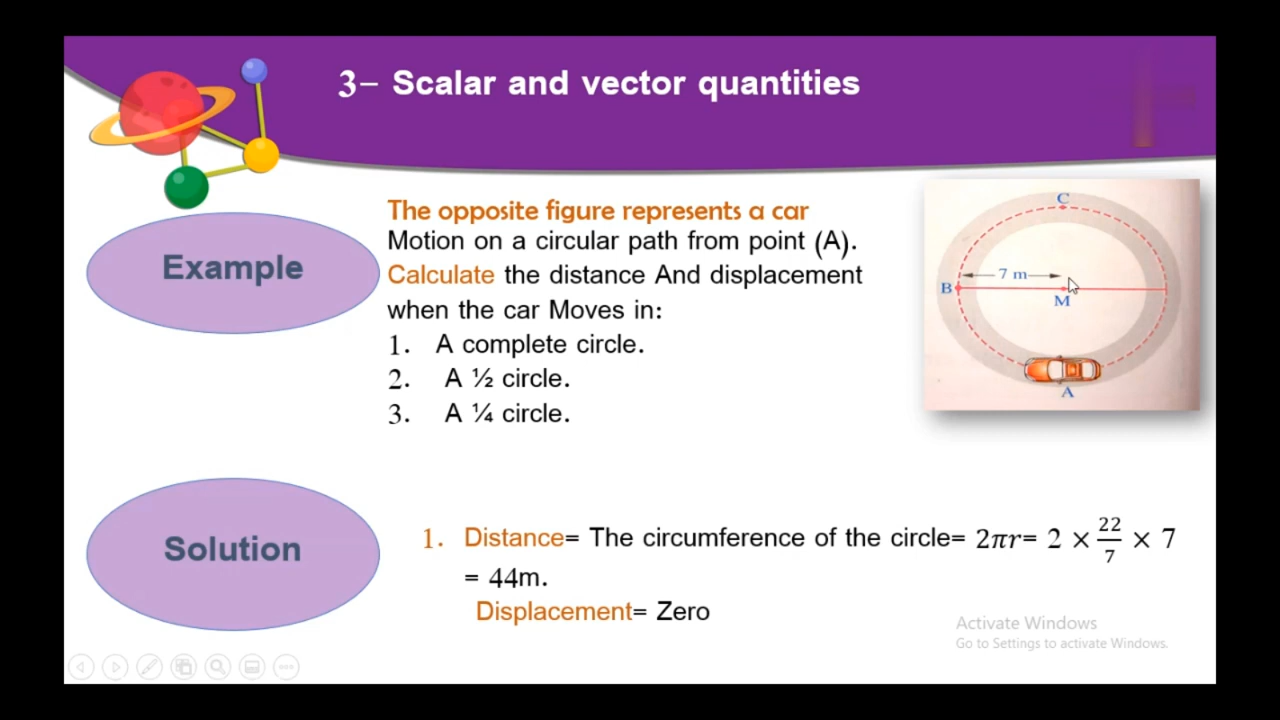 3– Scalar and vector quantities
Example
The opposite figure represents a car
Motion on a circular path from point (A).
Calculate the distance And displacement
when the car Moves in:
1. A complete circle.
2. A ½ circle.
3. A ¼ circle.
C
7 m
B
M
A
Solution
1. Distance= The circumference of the circle= 2πr= 2 × 22/7 × 7
= 44m.
Displacement= Zero
Activate Windows
Go to Settings to activate Windows.